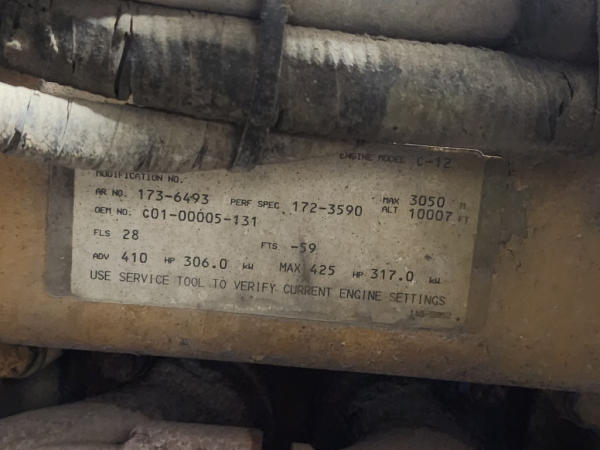 ENGINE MODEL C-12
MODIFICATION NO.
AR NO. 173-6493 PERF SPEC 172-3590 MAX ALT 3050 M 10007 FT
OEM NO. C01-00005-131
FLS 28 FTS -59
ADV 410 HP 306.0 kW MAX 425 HP 317.0 kW
USE SERVICE TOOL TO VERIFY CURRENT ENGINE SETTINGS